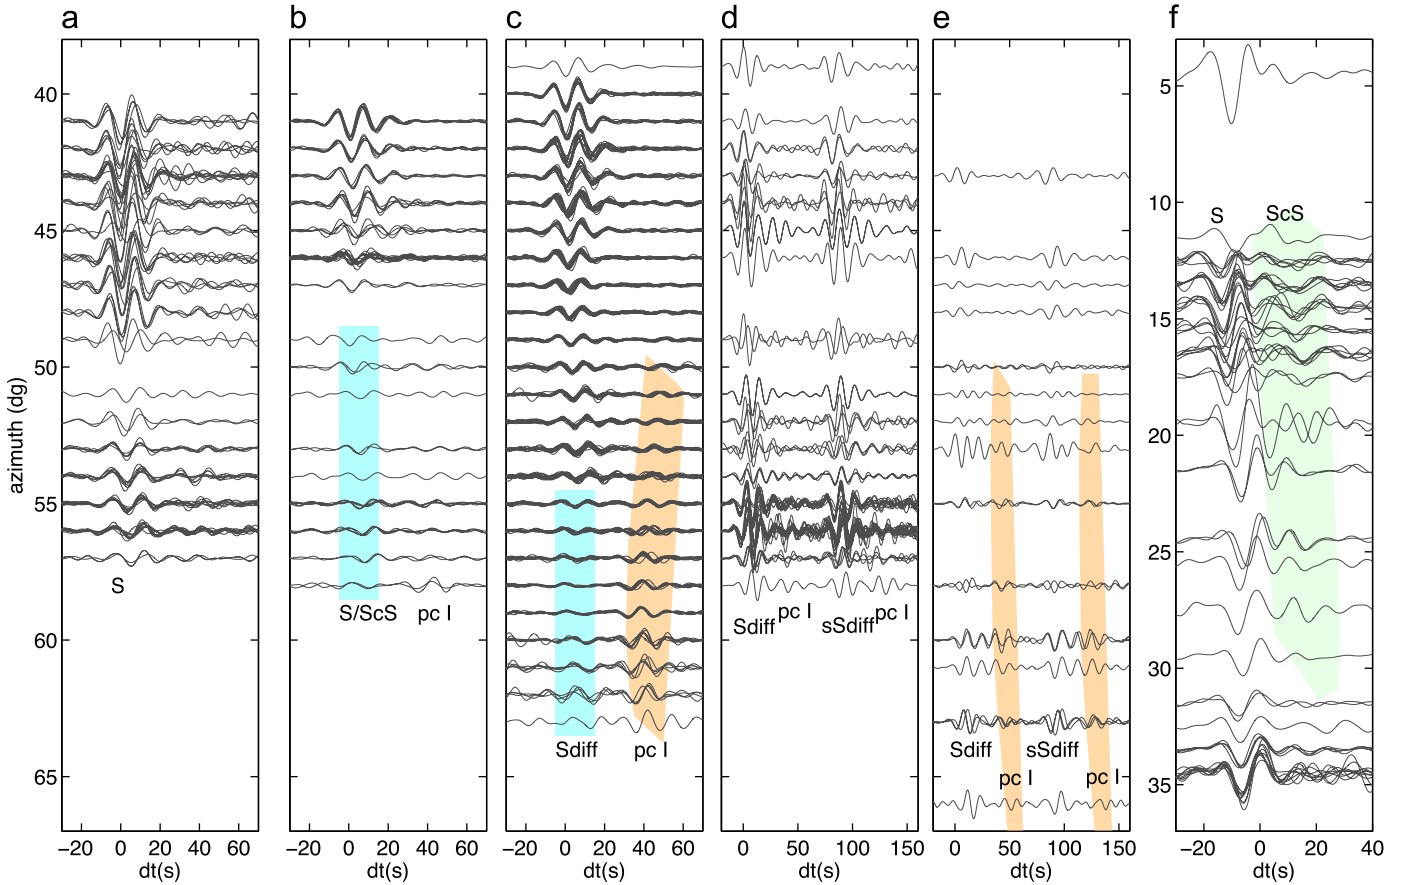 a b c d e f
40
45
50
55
60
65
azimuth (dg)
S
S/ScS pc I
Sdiff pc I
Sdiff pc I sSdiff pc I
Sdiff sSdiff
pc I pc I
S ScS
5
10
15
20
25
30
35
−20 0 20 40 60
dt(s)
−20 0 20 40 60
dt(s)
−20 0 20 40 60
dt(s)
0 50 100 150
dt(s)
0 50 100 150
dt(s)
−20 0 20 40
dt(s)